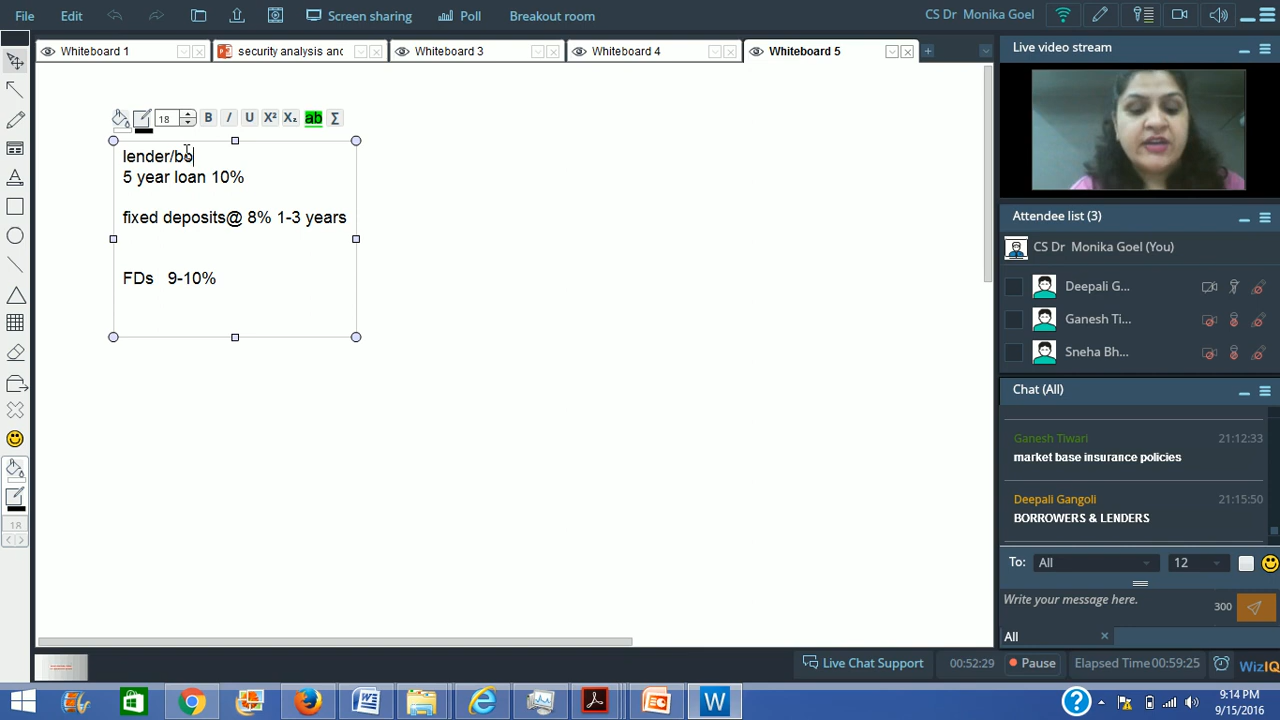 File
Edit
Screen sharing
Poll
Breakout room
CS Dr Monika Goel
Whiteboard 1
security analysis anc
Whiteboard 3
Whiteboard 4
Whiteboard 5
Live video stream
18
B
/
U
X²
X₂
ab
Σ
lender/bo
5 year loan 10%
fixed deposits@ 8% 1-3 years
FDs 9-10%
Attendee list (3)
CS Dr Monika Goel (You)
Deepali G...
Ganesh Ti...
Sneha Bh...
Chat (All)
Ganesh Tiwari 21:12:33
market base insurance policies
Deepali Gangoli 21:15:50
BORROWERS & LENDERS
To: All 12
Write your message here.
300
All
18
Live Chat Support
00:52:29
Pause
Elapsed Time 00:59:25
WizIQ
9:14 PM
9/15/2016